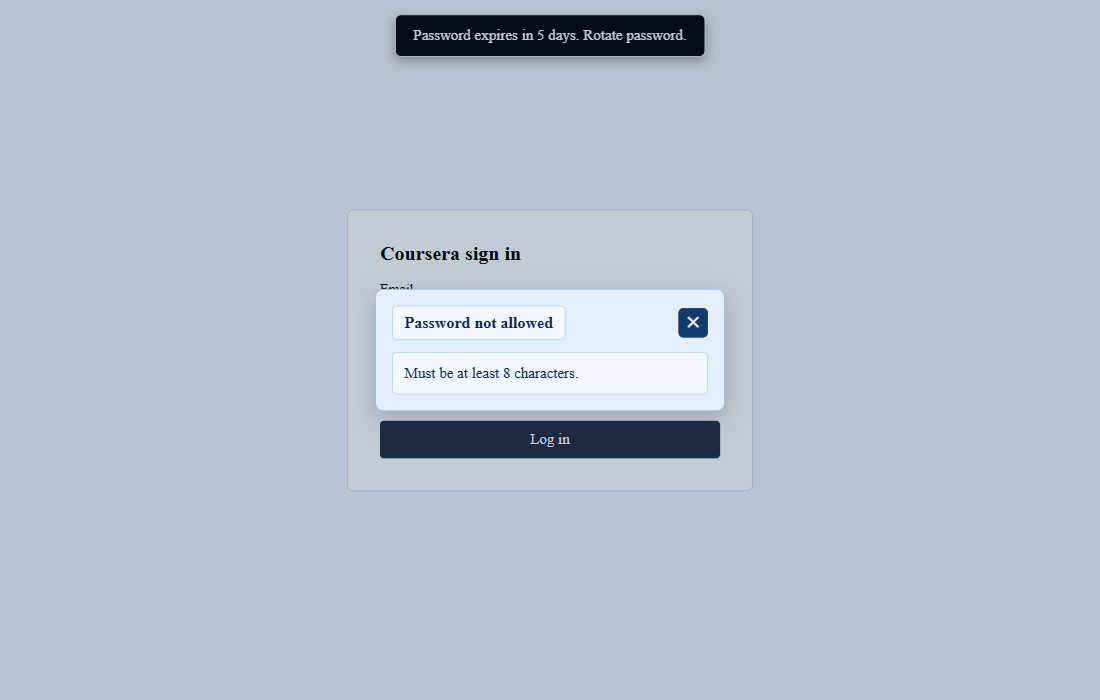 Password expires in 5 days. Rotate password.
Coursera sign in
Email
Password not allowed
Must be at least 8 characters.
Log in